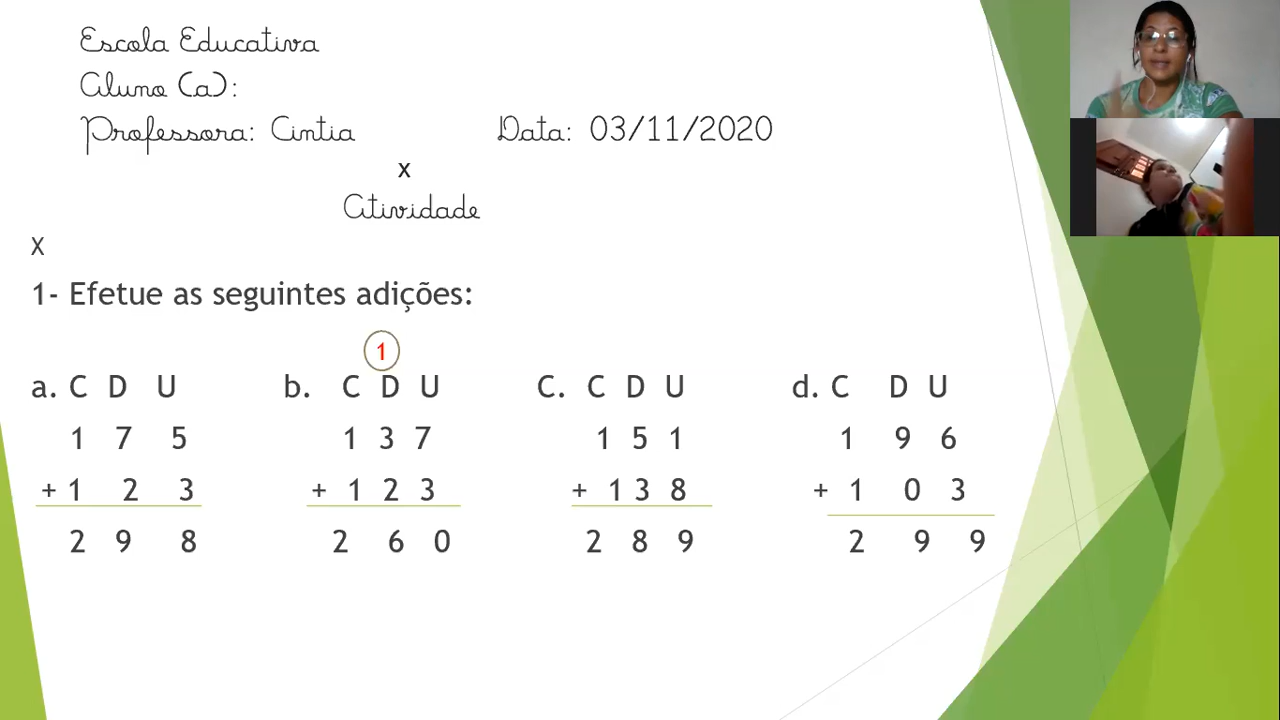 Escola Educativa
Aluno (a):
Professora: Cintia Data: 03/11/2020
x
Atividade
X
1- Efetue as seguintes adições:
1
a. C D U b. C D U C. C D U d. C D U
1 7 5 1 3 7 1 5 1 1 9 6
+ 1 2 3 + 1 2 3 + 1 3 8 + 1 0 3
2 9 8 2 6 0 2 8 9 2 9 9